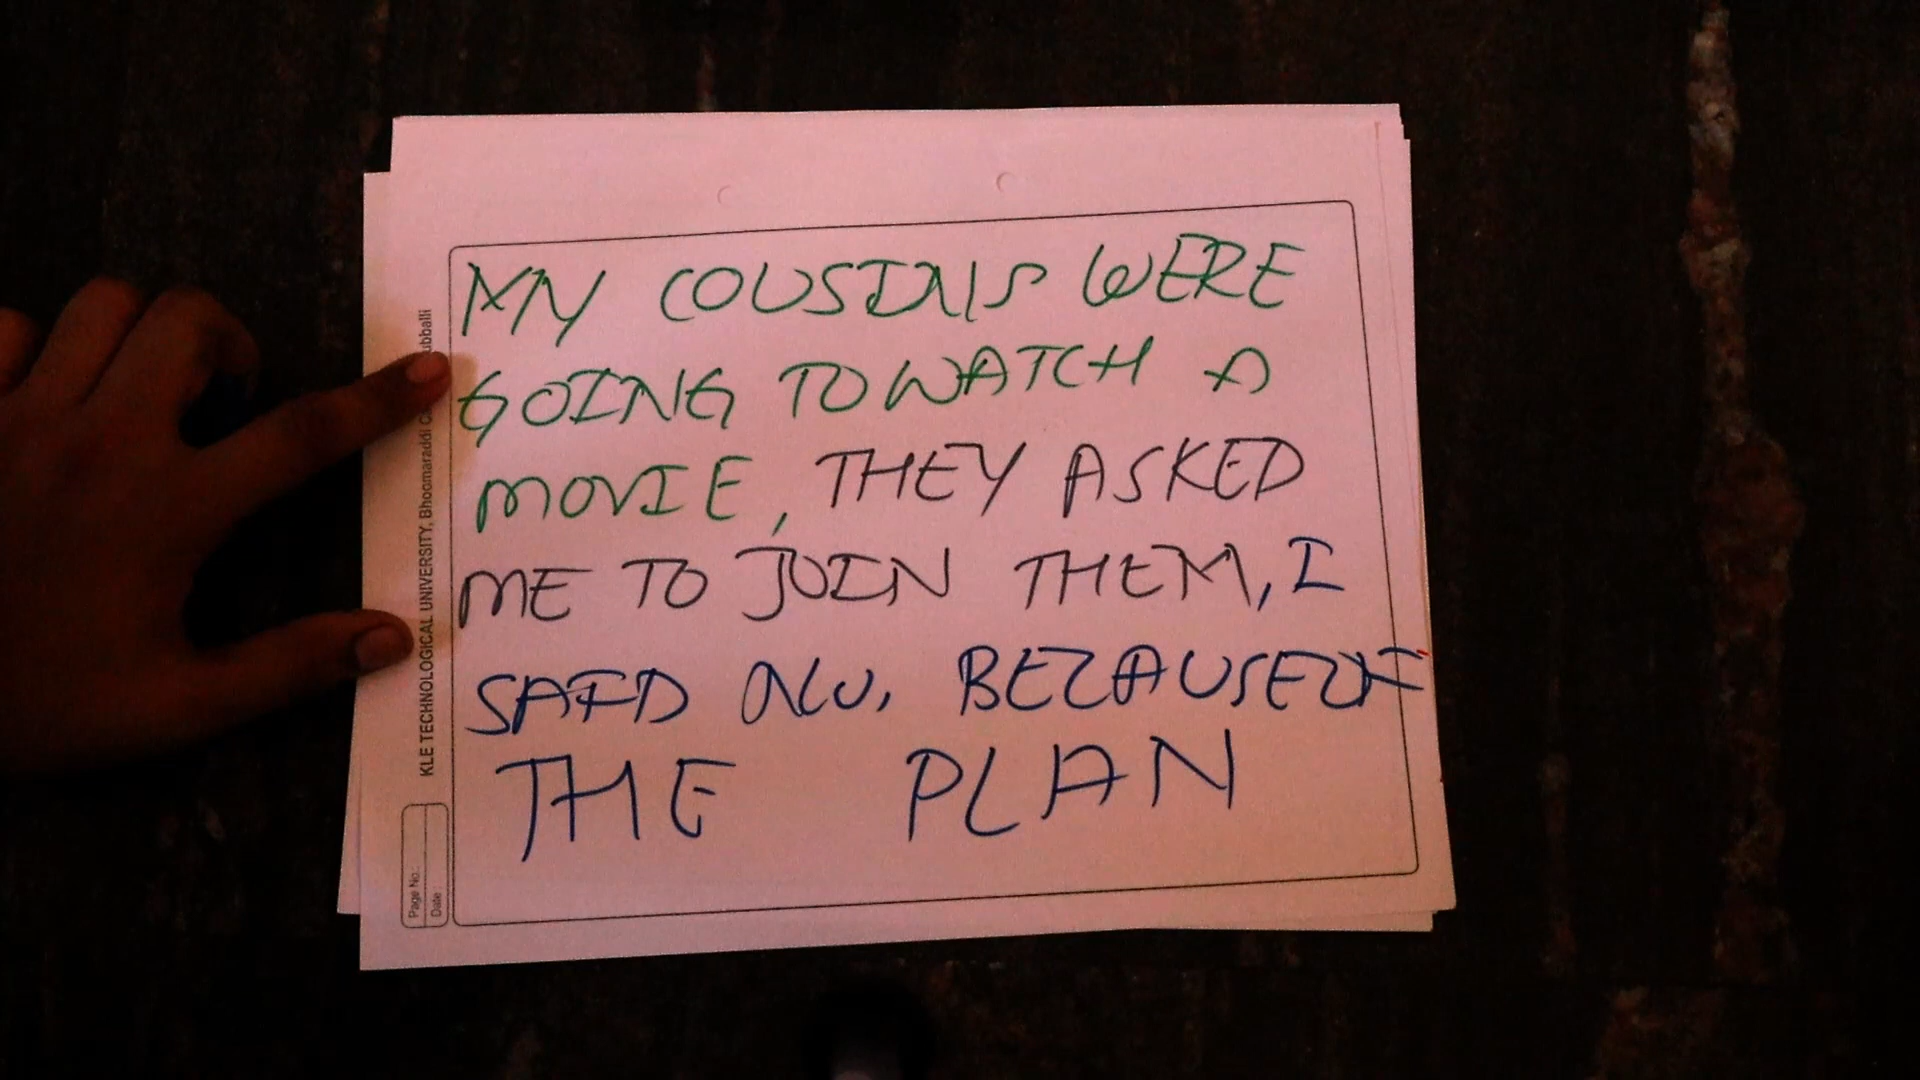 MY COUSINS WERE
GOING TO WATCH A
MOVIE, THEY ASKED
ME TO JOIN THEM, I
SAID NO, BECAUSE OF
THE PLAN
KLE TECHNOLOGICAL UNIVERSITY, Bhoomaraddi C ubballi
Page No.:
Date: